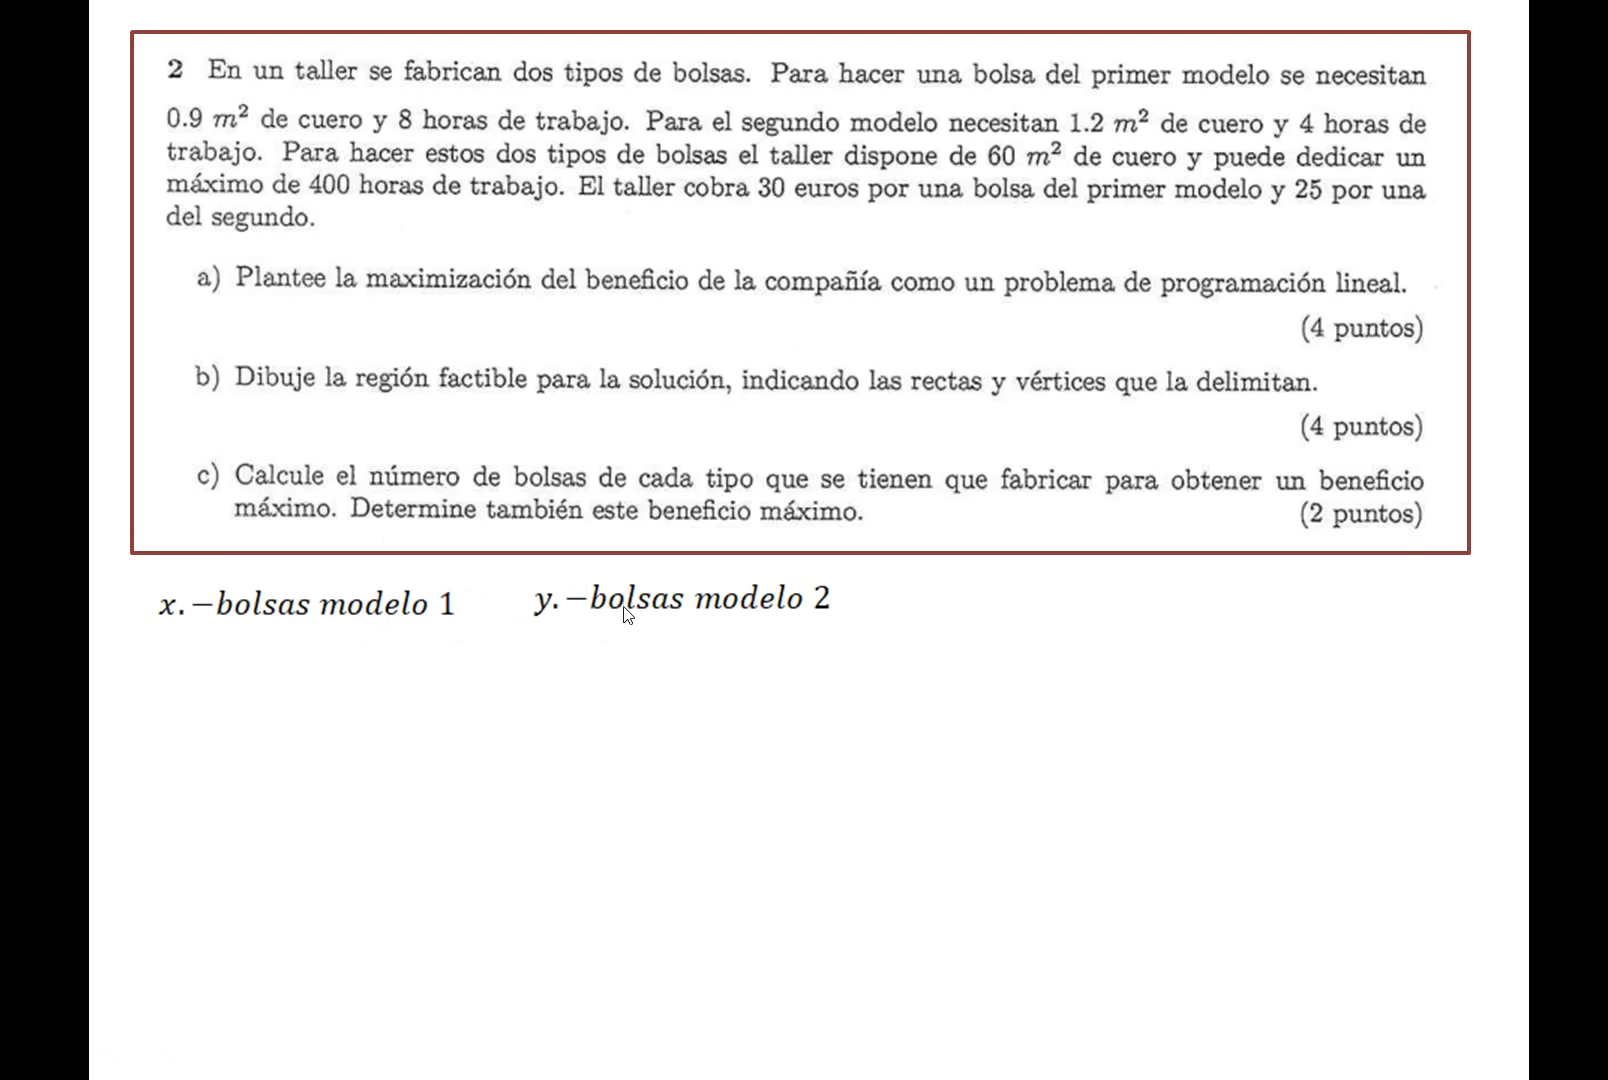 2 En un taller se fabrican dos tipos de bolsas. Para hacer una bolsa del primer modelo se necesitan
0.9 m² de cuero y 8 horas de trabajo. Para el segundo modelo necesitan 1.2 m² de cuero y 4 horas de
trabajo. Para hacer estos dos tipos de bolsas el taller dispone de 60 m² de cuero y puede dedicar un
máximo de 400 horas de trabajo. El taller cobra 30 euros por una bolsa del primer modelo y 25 por una
del segundo.
a) Plantee la maximización del beneficio de la compañía como un problema de programación lineal.
(4 puntos)
b) Dibuje la región factible para la solución, indicando las rectas y vértices que la delimitan.
(4 puntos)
c) Calcule el número de bolsas de cada tipo que se tienen que fabricar para obtener un beneficio
máximo. Determine también este beneficio máximo. (2 puntos)
x. −bolsas modelo 1 y. −bolsas modelo 2